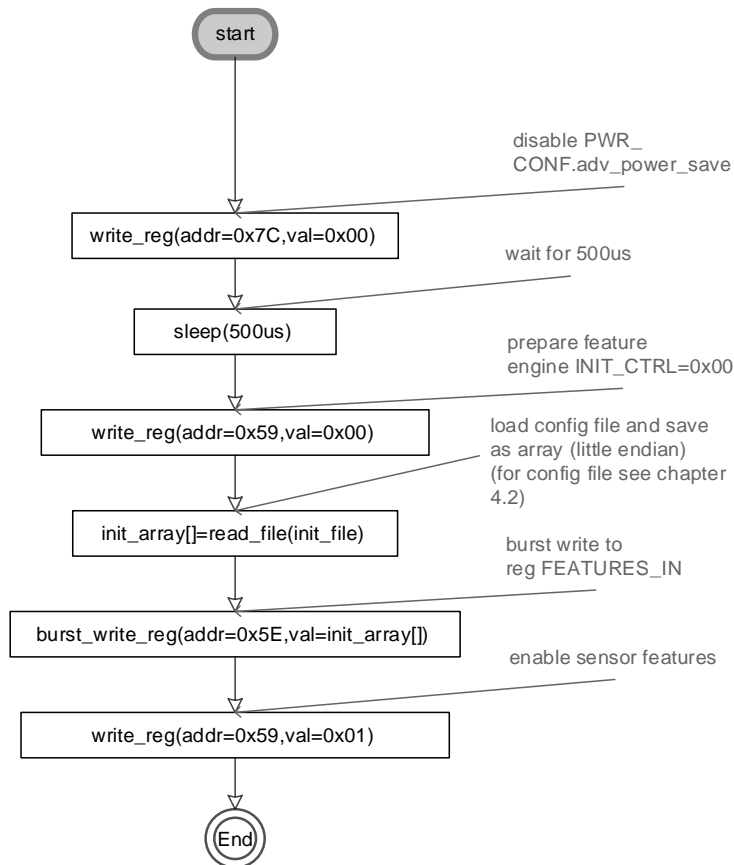 start
disable PWR_
CONF.adv_power_save
write_reg(addr=0x7C,val=0x00)
wait for 500us
sleep(500us)
prepare feature
engine INIT_CTRL=0x00
write_reg(addr=0x59,val=0x00)
load config file and save
as array (little endian)
(for config file see chapter
4.2)
init_array[]=read_file(init_file)
burst write to
reg FEATURES_IN
burst_write_reg(addr=0x5E,val=init_array[])
enable sensor features
write_reg(addr=0x59,val=0x01)
End